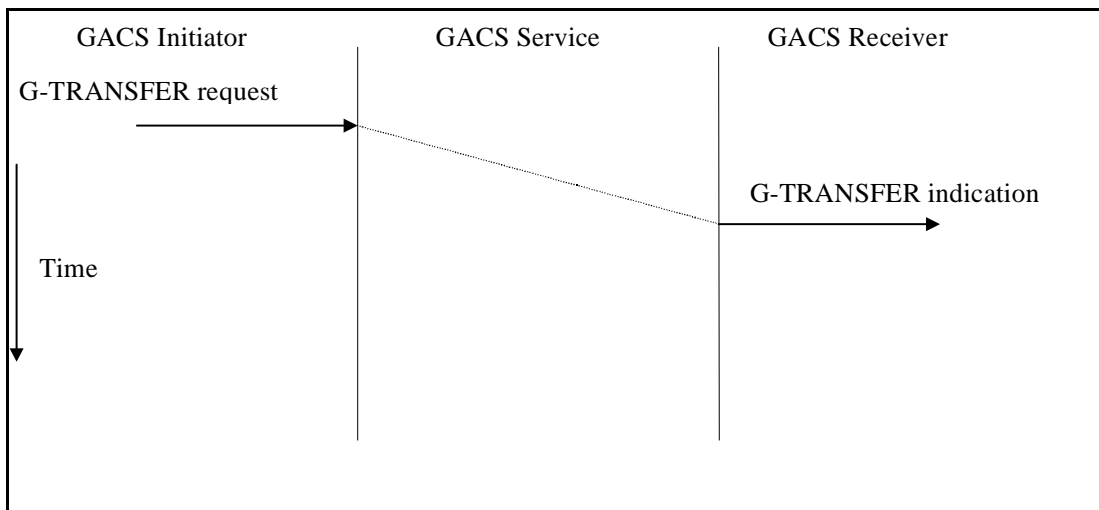 GACS Initiator
GACS Service
GACS Receiver
G-TRANSFER request
G-TRANSFER indication
Time